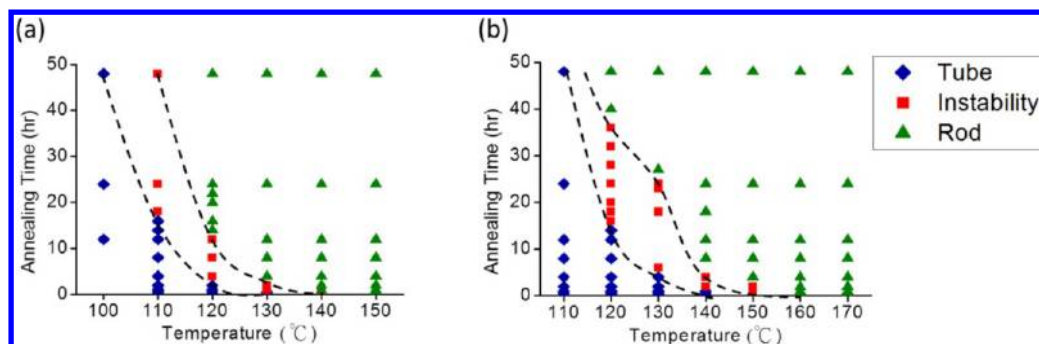 (a)
50
40
30
20
10
0
Annealing Time (hr)
100 110 120 130 140 150
Temperature (℃)
(b)
50
40
30
20
10
0
Annealing Time (hr)
110 120 130 140 150 160 170
Temperature (℃)
Tube
Instability
Rod